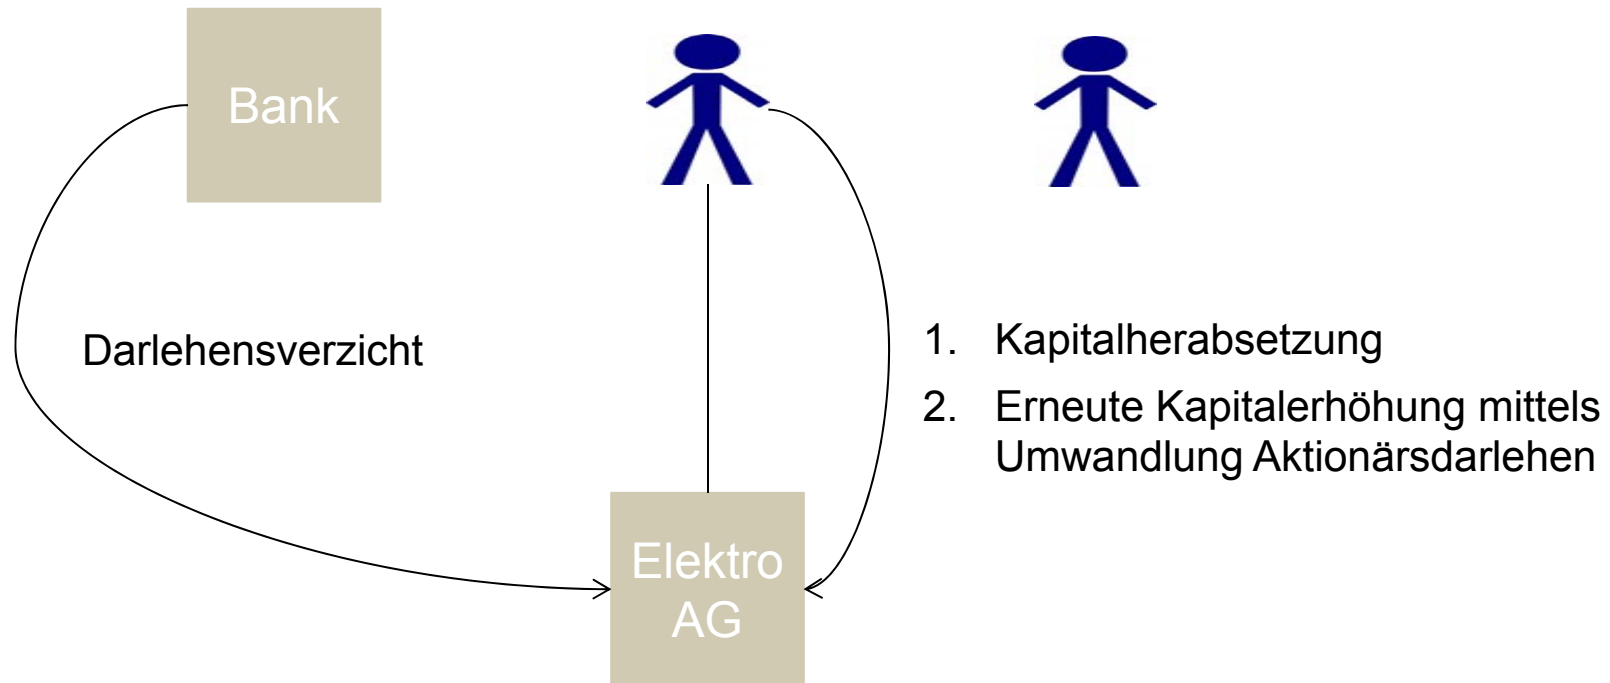 Bank
Darlehensverzicht
1. Kapitalherabsetzung
2. Erneute Kapitalerhöhung mittels
Umwandlung Aktionärsdarlehen
Elektro
AG